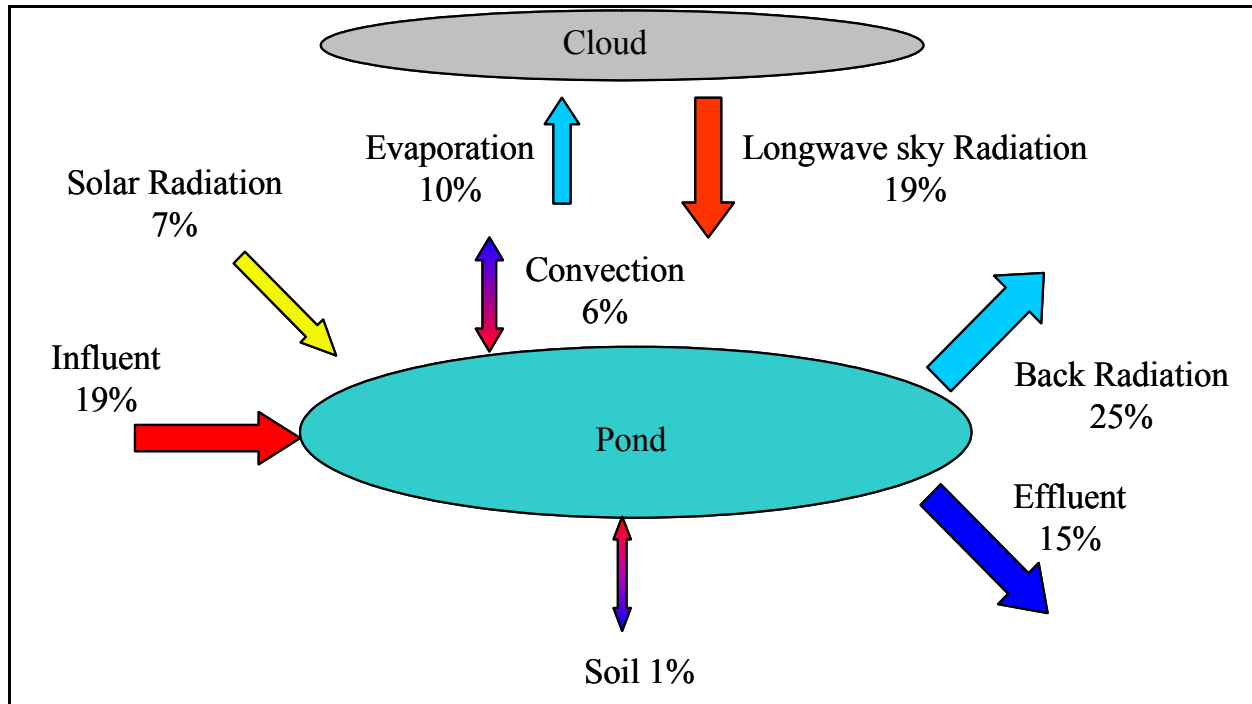 Cloud
Evaporation
10%
Longwave sky Radiation
19%
Solar Radiation
7%
Convection
6%
Influent
19%
Back Radiation
25%
Pond
Effluent
15%
Soil 1%